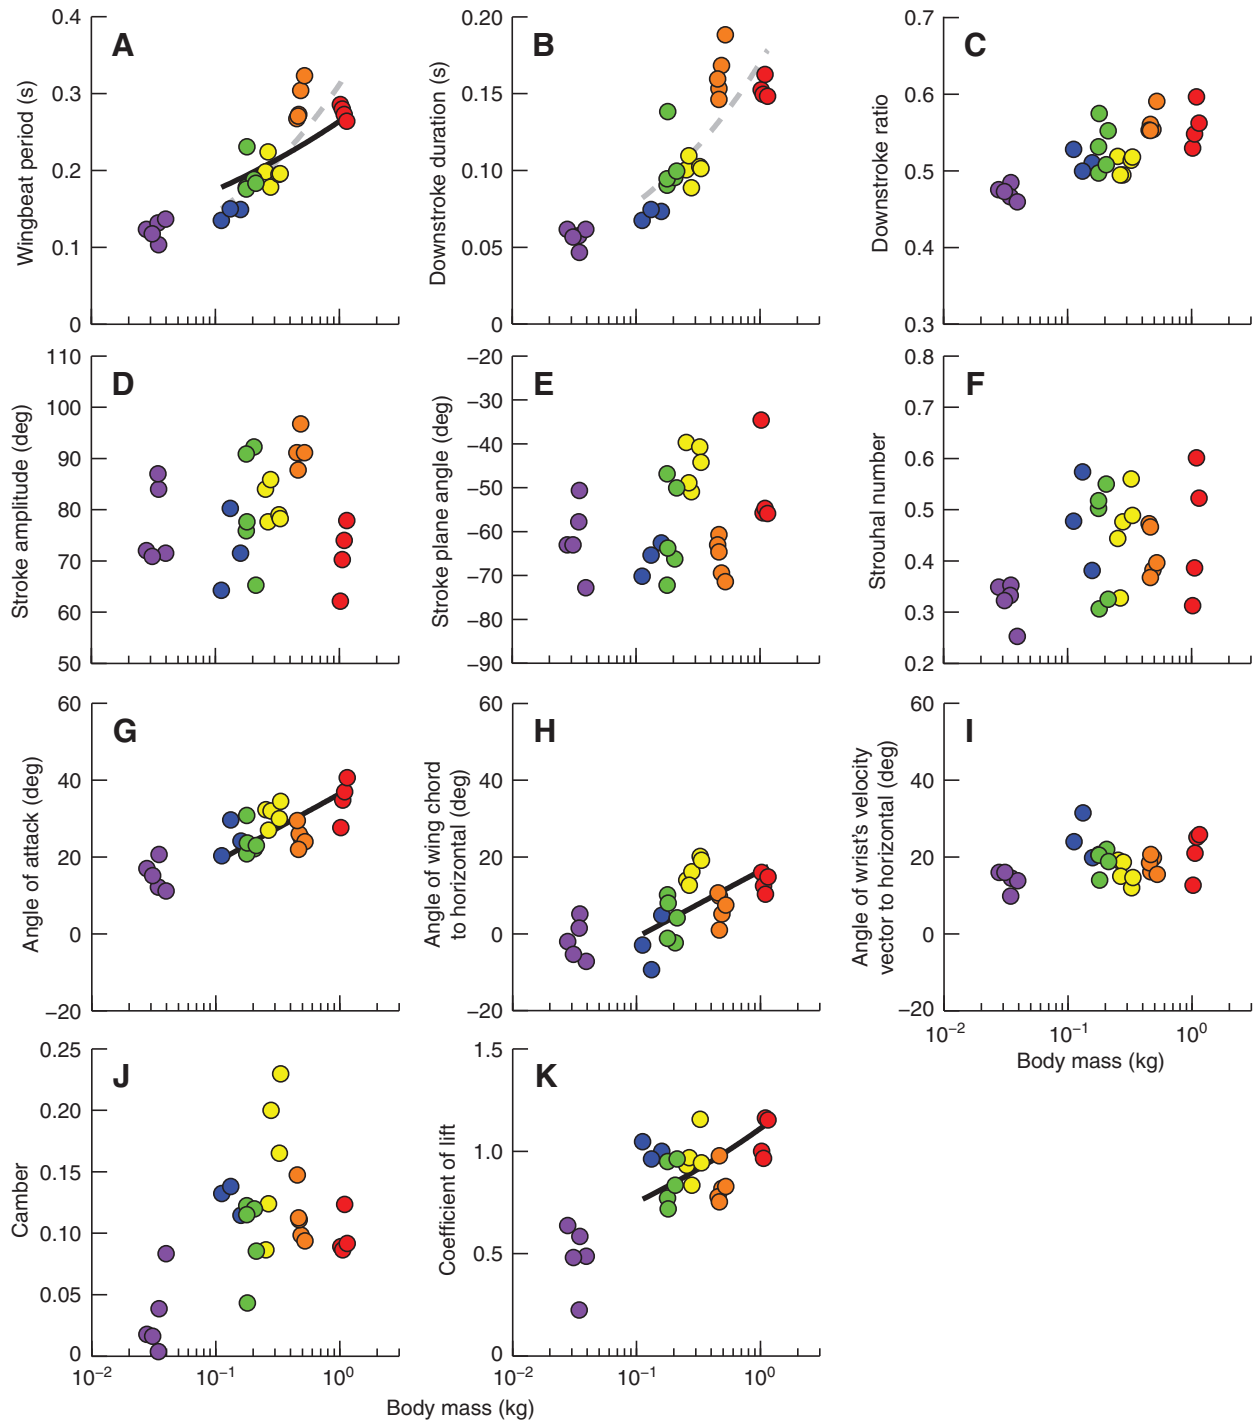 A
Wingbeat period (s)
0.4
0.3
0.2
0.1
0
B
Downstroke duration (s)
0.20
0.15
0.10
0.05
0
C
Downstroke ratio
0.7
0.6
0.5
0.4
0.3
D
Stroke amplitude (deg)
110
100
90
80
70
60
50
E
Stroke plane angle (deg)
−20
−30
−40
−50
−60
−70
−80
−90
F
Strouhal number
0.8
0.7
0.6
0.5
0.4
0.3
0.2
G
Angle of attack (deg)
60
40
20
0
−20
H
Angle of wing chord
to horizontal (deg)
60
40
20
0
−20
I
Angle of wrist's velocity
vector to horizontal (deg)
60
40
20
0
−20
10⁻² 10⁻¹ 10⁰
Body mass (kg)
J
Camber
0.25
0.20
0.15
0.10
0.05
0
10⁻² 10⁻¹ 10⁰
K
Coefficient of lift
1.5
1.0
0.5
0
10⁻² 10⁻¹ 10⁰
Body mass (kg)